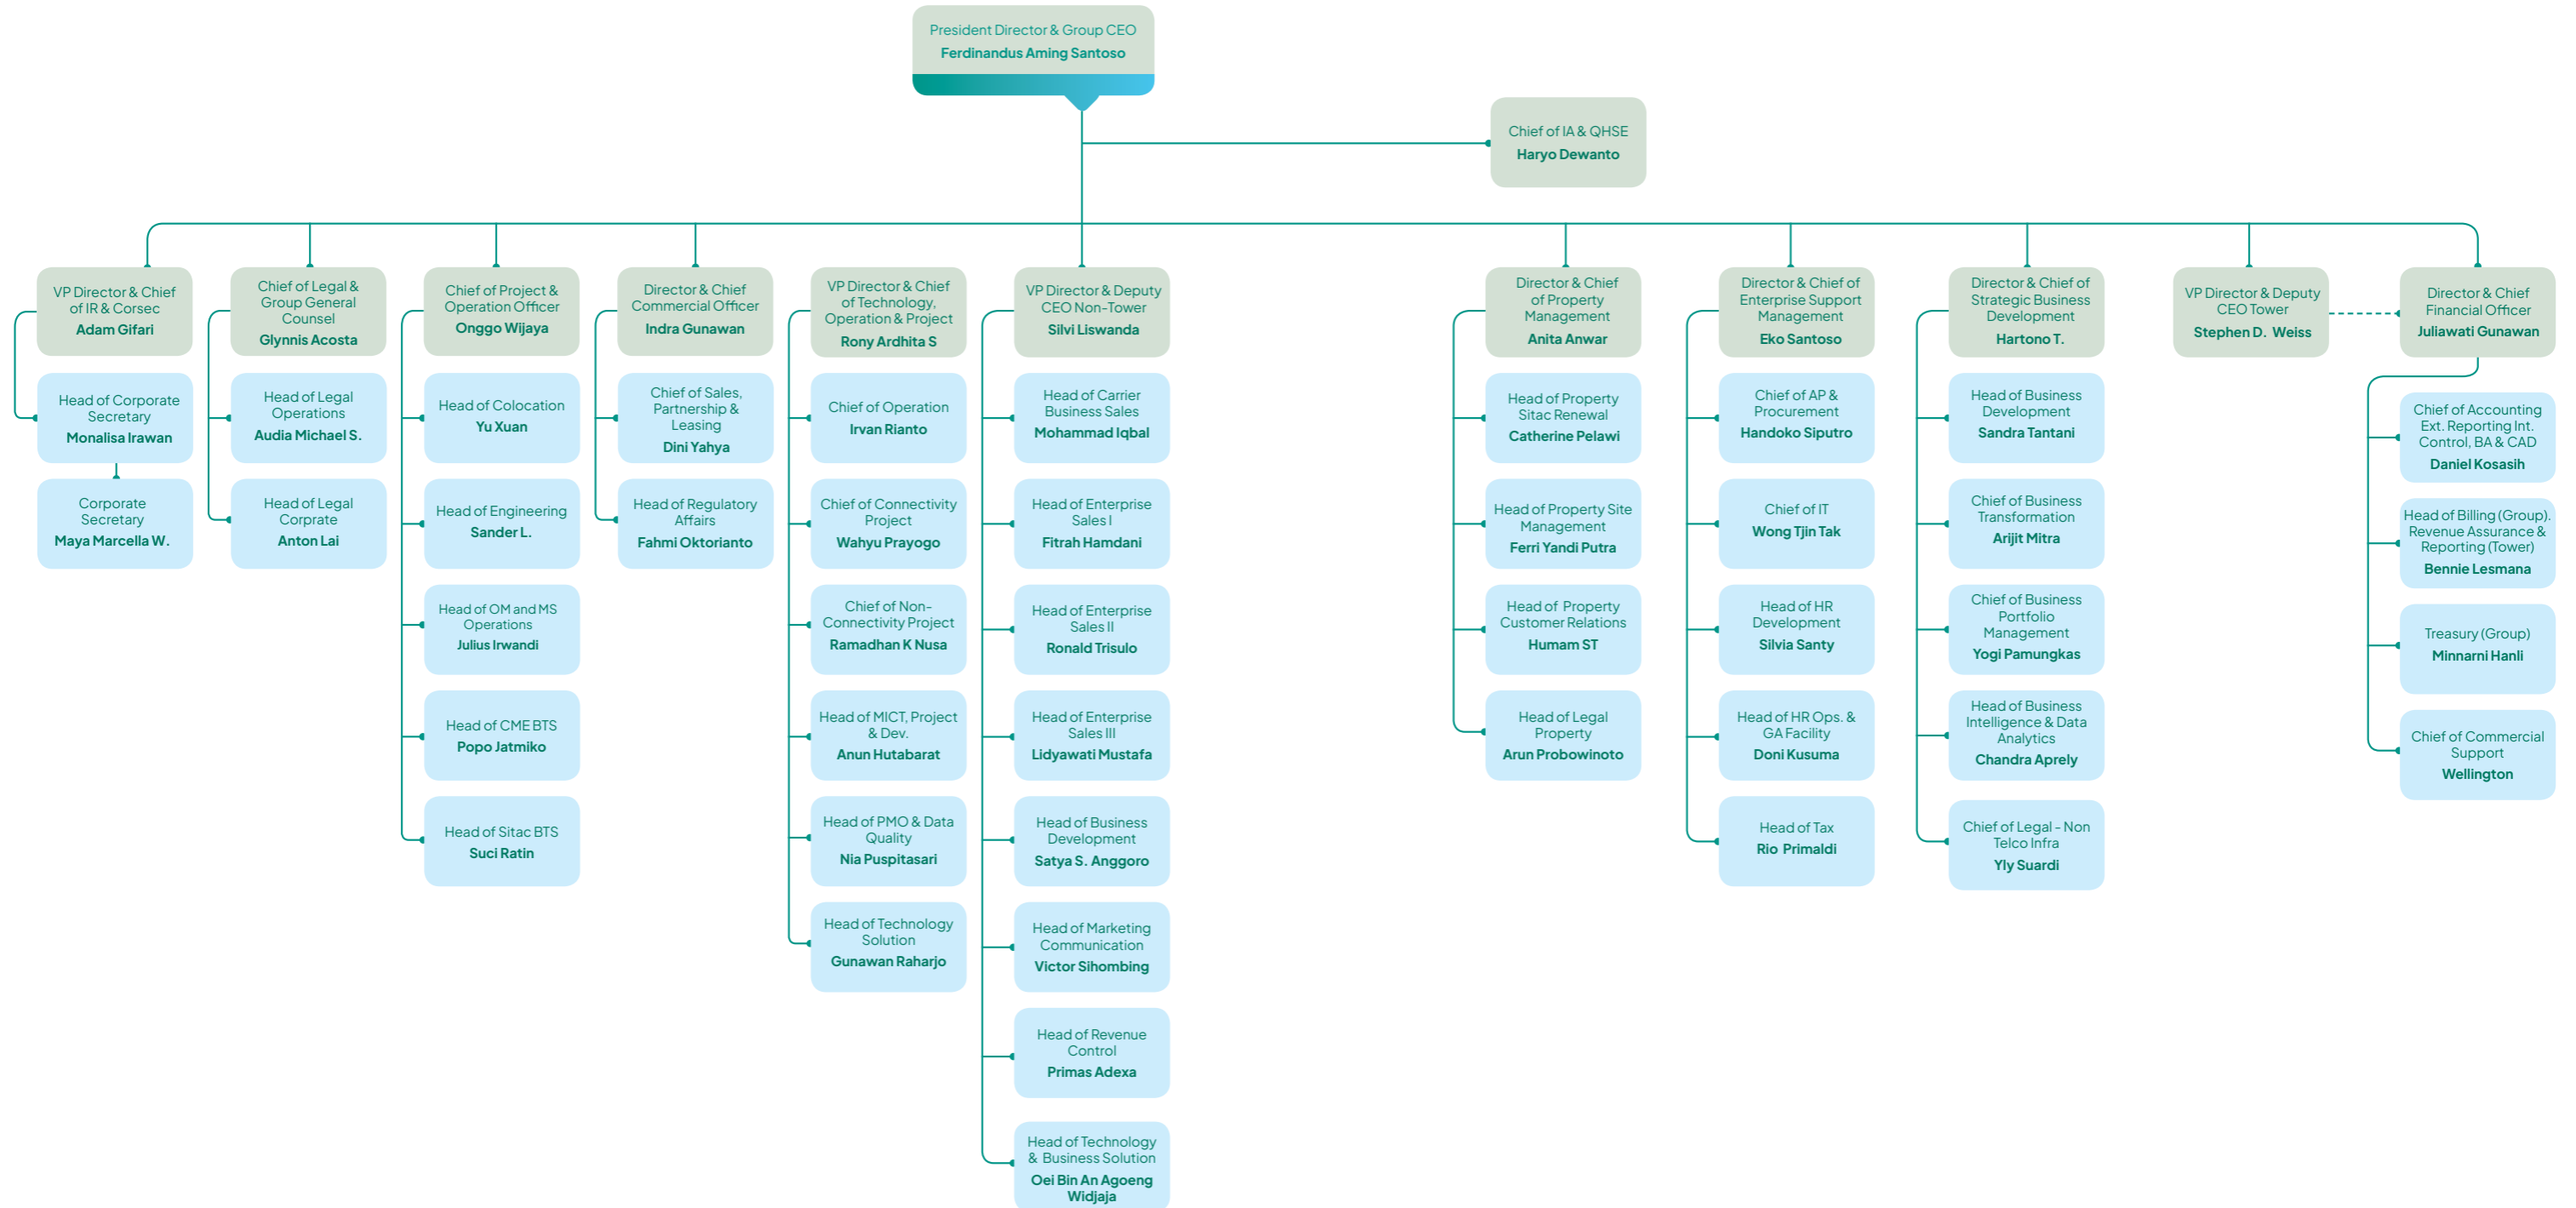 President Director & Group CEO
Ferdinandus Aming Santoso
Chief of IA & QHSE
Haryo Dewanto
VP Director & Chief
of IR & Corsec
Adam Gifari
Head of Corporate
Secretary
Monalisa Irawan
Corporate
Secretary
Maya Marcella W.
Chief of Legal &
Group General
Counsel
Glynnis Acosta
Head of Legal
Operations
Audia Michael S.
Head of Legal
Corprate
Anton Lai
Chief of Project &
Operation Officer
Onggo Wijaya
Head of Colocation
Yu Xuan
Head of Engineering
Sander L.
Head of OM and MS
Operations
Julius Irwandi
Head of CME BTS
Popo Jatmiko
Head of Sitac BTS
Suci Ratin
Director & Chief
Commercial Officer
Indra Gunawan
Chief of Sales,
Partnership &
Leasing
Dini Yahya
Head of Regulatory
Affairs
Fahmi Oktorianto
VP Director & Chief
of Technology,
Operation & Project
Rony Ardhita S
Chief of Operation
Irvan Rianto
Chief of Connectivity
Project
Wahyu Prayogo
Chief of Non-
Connectivity Project
Ramadhan K Nusa
Head of MICT, Project
& Dev.
Anun Hutabarat
Head of PMO & Data
Quality
Nia Puspitasari
Head of Technology
Solution
Gunawan Raharjo
VP Director & Deputy
CEO Non-Tower
Silvi Liswanda
Head of Carrier
Business Sales
Mohammad Iqbal
Head of Enterprise
Sales I
Fitrah Hamdani
Head of Enterprise
Sales II
Ronald Trisulo
Head of Enterprise
Sales III
Lidyawati Mustafa
Head of Business
Development
Satya S. Anggoro
Head of Marketing
Communication
Victor Sihombing
Head of Revenue
Control
Primas Adexa
Head of Technology
& Business Solution
Oei Bin An Agoeng
Widjaja
Director & Chief
of Property
Management
Anita Anwar
Head of Property
Sitac Renewal
Catherine Pelawi
Head of Property Site
Management
Ferri Yandi Putra
Head of Property
Customer Relations
Humam ST
Head of Legal
Property
Arun Probowinoto
Director & Chief of
Enterprise Support
Management
Eko Santoso
Chief of AP &
Procurement
Handoko Siputro
Chief of IT
Wong Tjin Tak
Head of HR
Development
Silvia Santy
Head of HR Ops. &
GA Facility
Doni Kusuma
Head of Tax
Rio Primaldi
Director & Chief of
Strategic Business
Development
Hartono T.
Head of Business
Development
Sandra Tantani
Chief of Business
Transformation
Arijit Mitra
Chief of Business
Portfolio
Management
Yogi Pamungkas
Head of Business
Intelligence & Data
Analytics
Chandra Aprely
Chief of Legal - Non
Telco Infra
Yly Suardi
VP Director & Deputy
CEO Tower
Stephen D. Weiss
Director & Chief
Financial Officer
Juliawati Gunawan
Chief of Accounting
Ext. Reporting Int.
Control, BA & CAD
Daniel Kosasih
Head of Billing (Group).
Revenue Assurance &
Reporting (Tower)
Bennie Lesmana
Treasury (Group)
Minnarni Hanli
Chief of Commercial
Support
Wellington